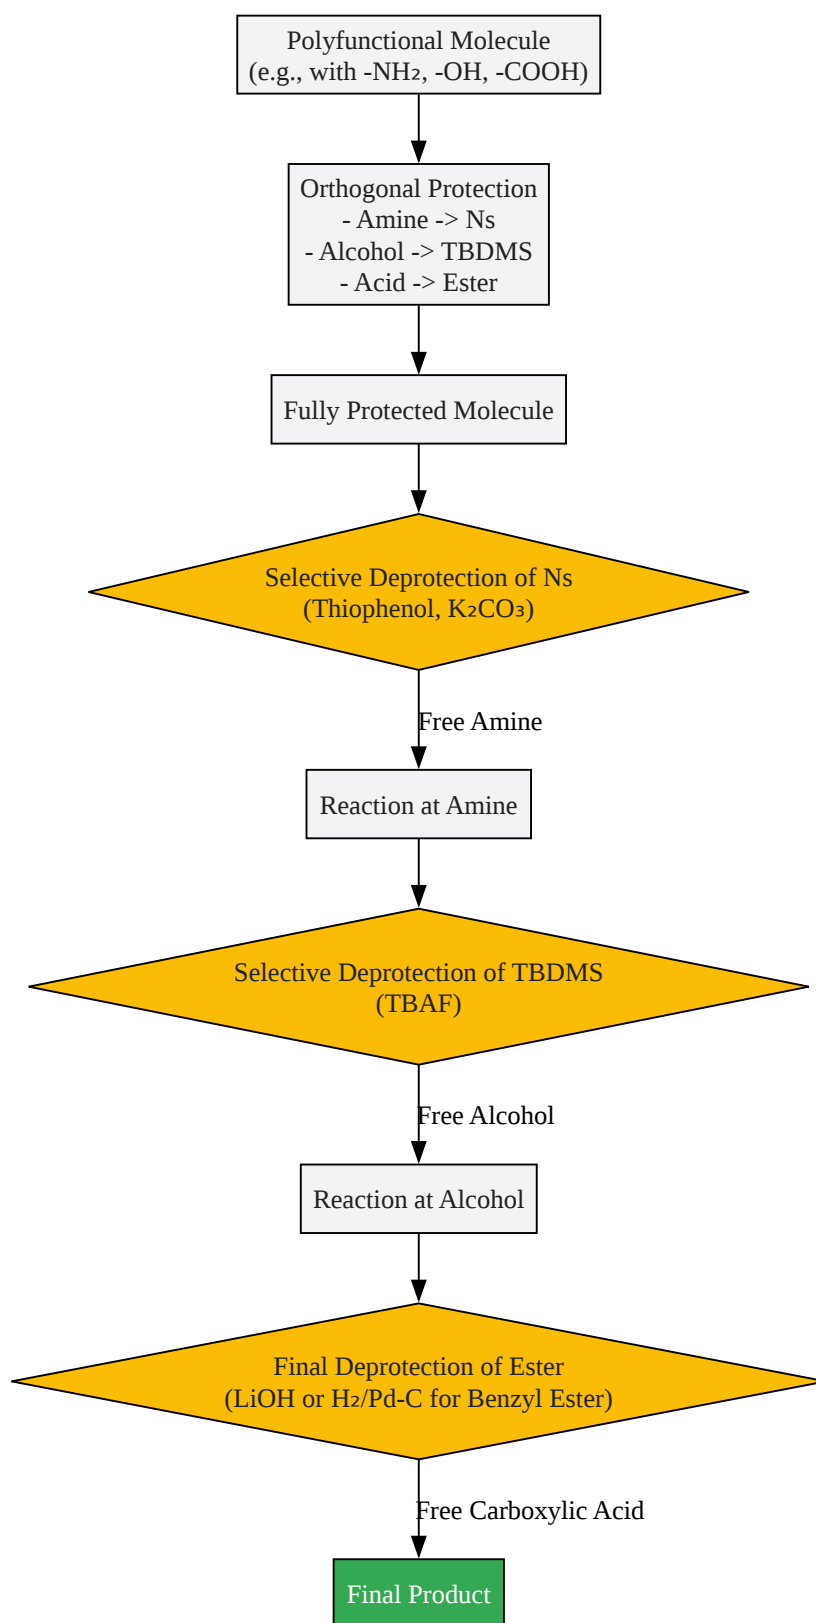 Polyfunctional Molecule
(e.g., with -NH₂, -OH, -COOH)
Orthogonal Protection
- Amine -> Ns
- Alcohol -> TBDMS
- Acid -> Ester
Fully Protected Molecule
Selective Deprotection of Ns
(Thiophenol, K₂CO₃)
Free Amine
Reaction at Amine
Selective Deprotection of TBDMS
(TBAF)
Free Alcohol
Reaction at Alcohol
Final Deprotection of Ester
(LiOH or H₂/Pd-C for Benzyl Ester)
Free Carboxylic Acid
Final Product